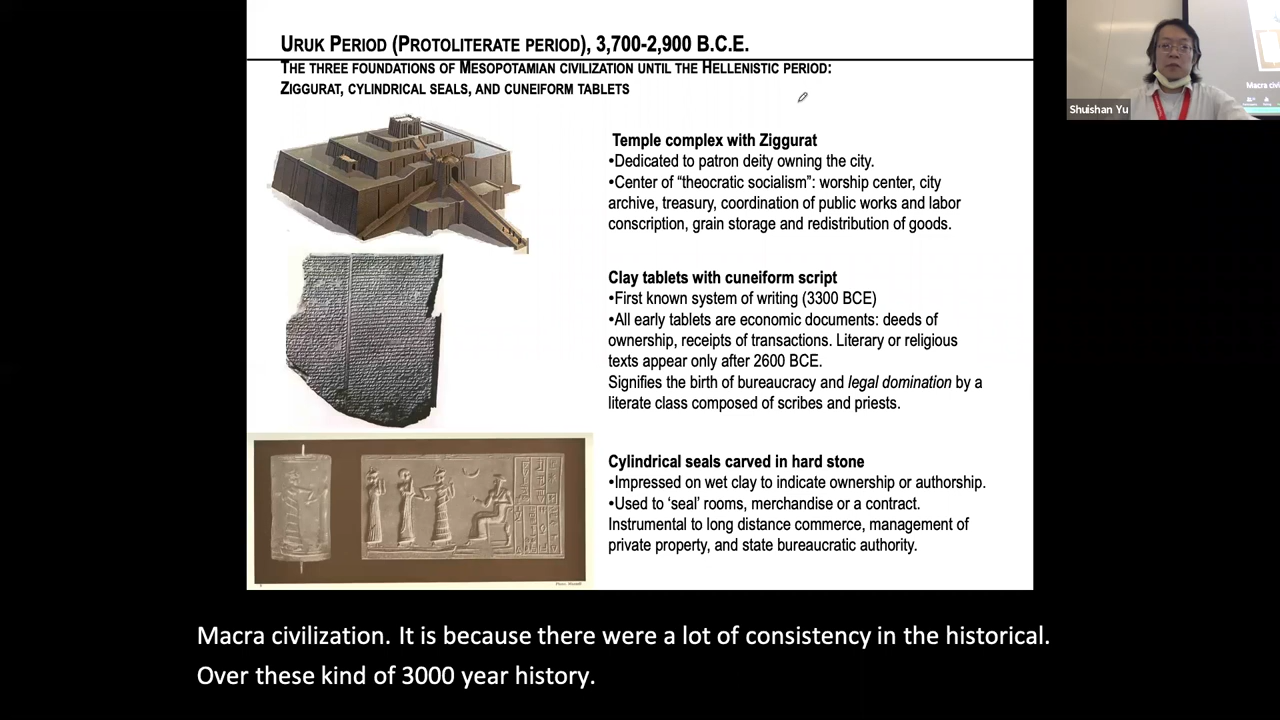 URUK PERIOD (PROTOLITERATE PERIOD), 3,700-2,900 B.C.E.
THE THREE FOUNDATIONS OF MESOPOTAMIAN CIVILIZATION UNTIL THE HELLENISTIC PERIOD:
ZIGGURAT, CYLINDRICAL SEALS, AND CUNEIFORM TABLETS
Temple complex with Ziggurat
•Dedicated to patron deity owning the city.
•Center of “theocratic socialism”: worship center, city
archive, treasury, coordination of public works and labor
conscription, grain storage and redistribution of goods.
Clay tablets with cuneiform script
•First known system of writing (3300 BCE)
•All early tablets are economic documents: deeds of
ownership, receipts of transactions. Literary or religious
texts appear only after 2600 BCE.
Signifies the birth of bureaucracy and legal domination by a
literate class composed of scribes and priests.
Cylindrical seals carved in hard stone
•Impressed on wet clay to indicate ownership or authorship.
•Used to ‘seal’ rooms, merchandise or a contract.
Instrumental to long distance commerce, management of
private property, and state bureaucratic authority.
Shuishan Yu
Macra civilization. It is because there were a lot of consistency in the historical.
Over these kind of 3000 year history.